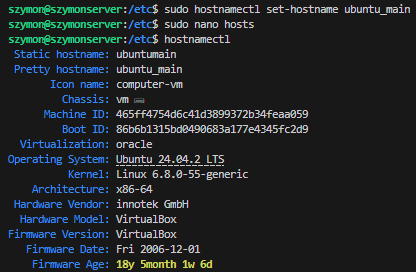 szymon@szymonserver:/etc$ sudo hostnamectl set-hostname ubuntu_main
szymon@szymonserver:/etc$ sudo nano hosts
szymon@szymonserver:/etc$ hostnamectl
Static hostname: ubuntumain
Pretty hostname: ubuntu_main
Icon name: computer-vm
Chassis: vm 🖴
Machine ID: 465ff4754d6c41d3899372b34feaa059
Boot ID: 86b6b1315bd0490683a177e4345fc2d9
Virtualization: oracle
Operating System: Ubuntu 24.04.2 LTS
Kernel: Linux 6.8.0-55-generic
Architecture: x86-64
Hardware Vendor: innotek GmbH
Hardware Model: VirtualBox
Firmware Version: VirtualBox
Firmware Date: Fri 2006-12-01
Firmware Age: 18y 5month 1w 6d